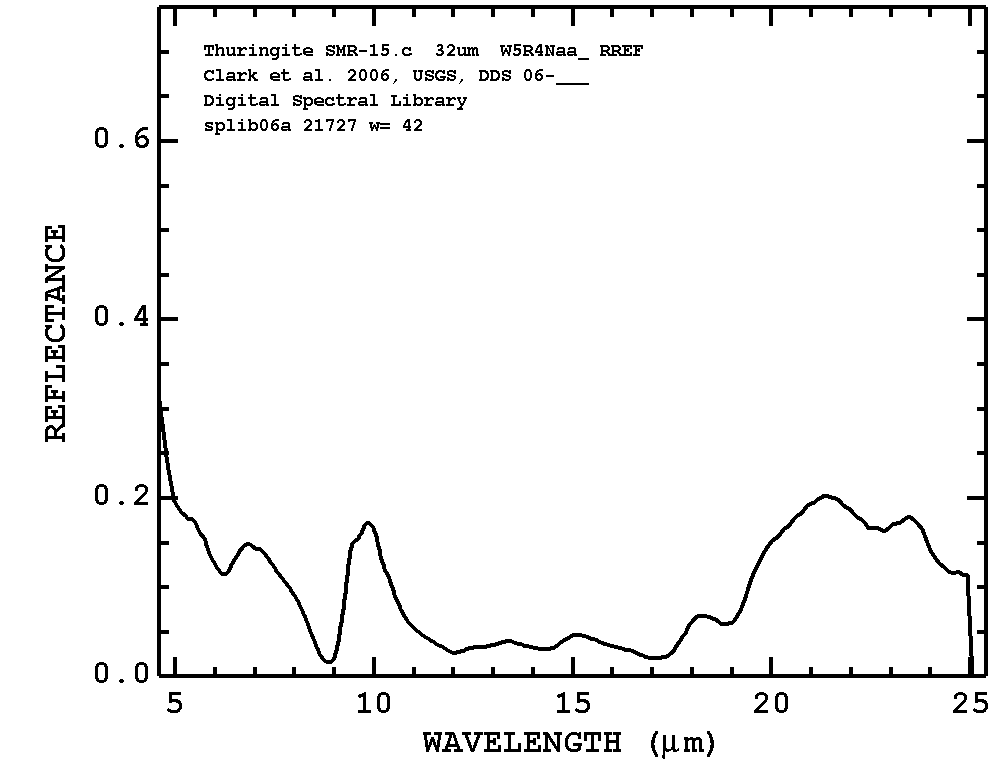 Thuringite SMR-15.c 32um W5R4Naa_ RREF
Clark et al. 2006, USGS, DDS 06-___
Digital Spectral Library
splib06a 21727 w= 42
0.6
0.4
0.2
0.0
REFLECTANCE
5 10 15 20 25
WAVELENGTH (μm)